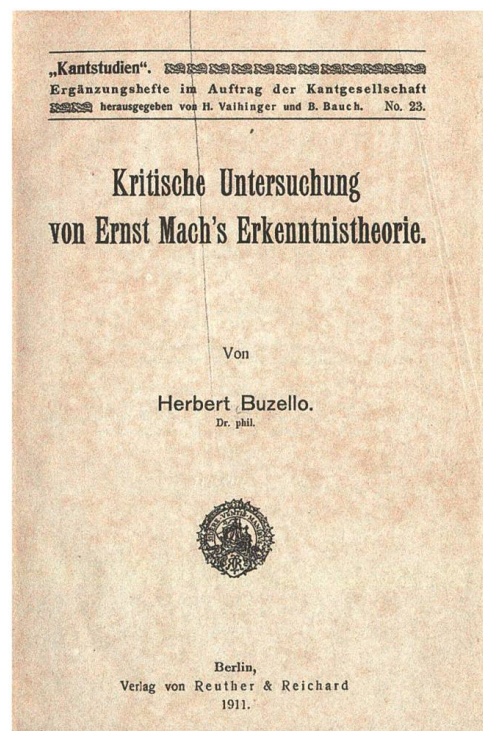 „Kantstudien“.
Ergänzungshefte im Auftrag der Kantgesellschaft
herausgegeben von H. Vaihinger und B. Bauch. No. 23.
Kritische Untersuchung
von Ernst Mach's Erkenntnistheorie.
Von
Herbert Buzello.
Dr. phil.
Berlin,
Verlag von Reuther & Reichard
1911.